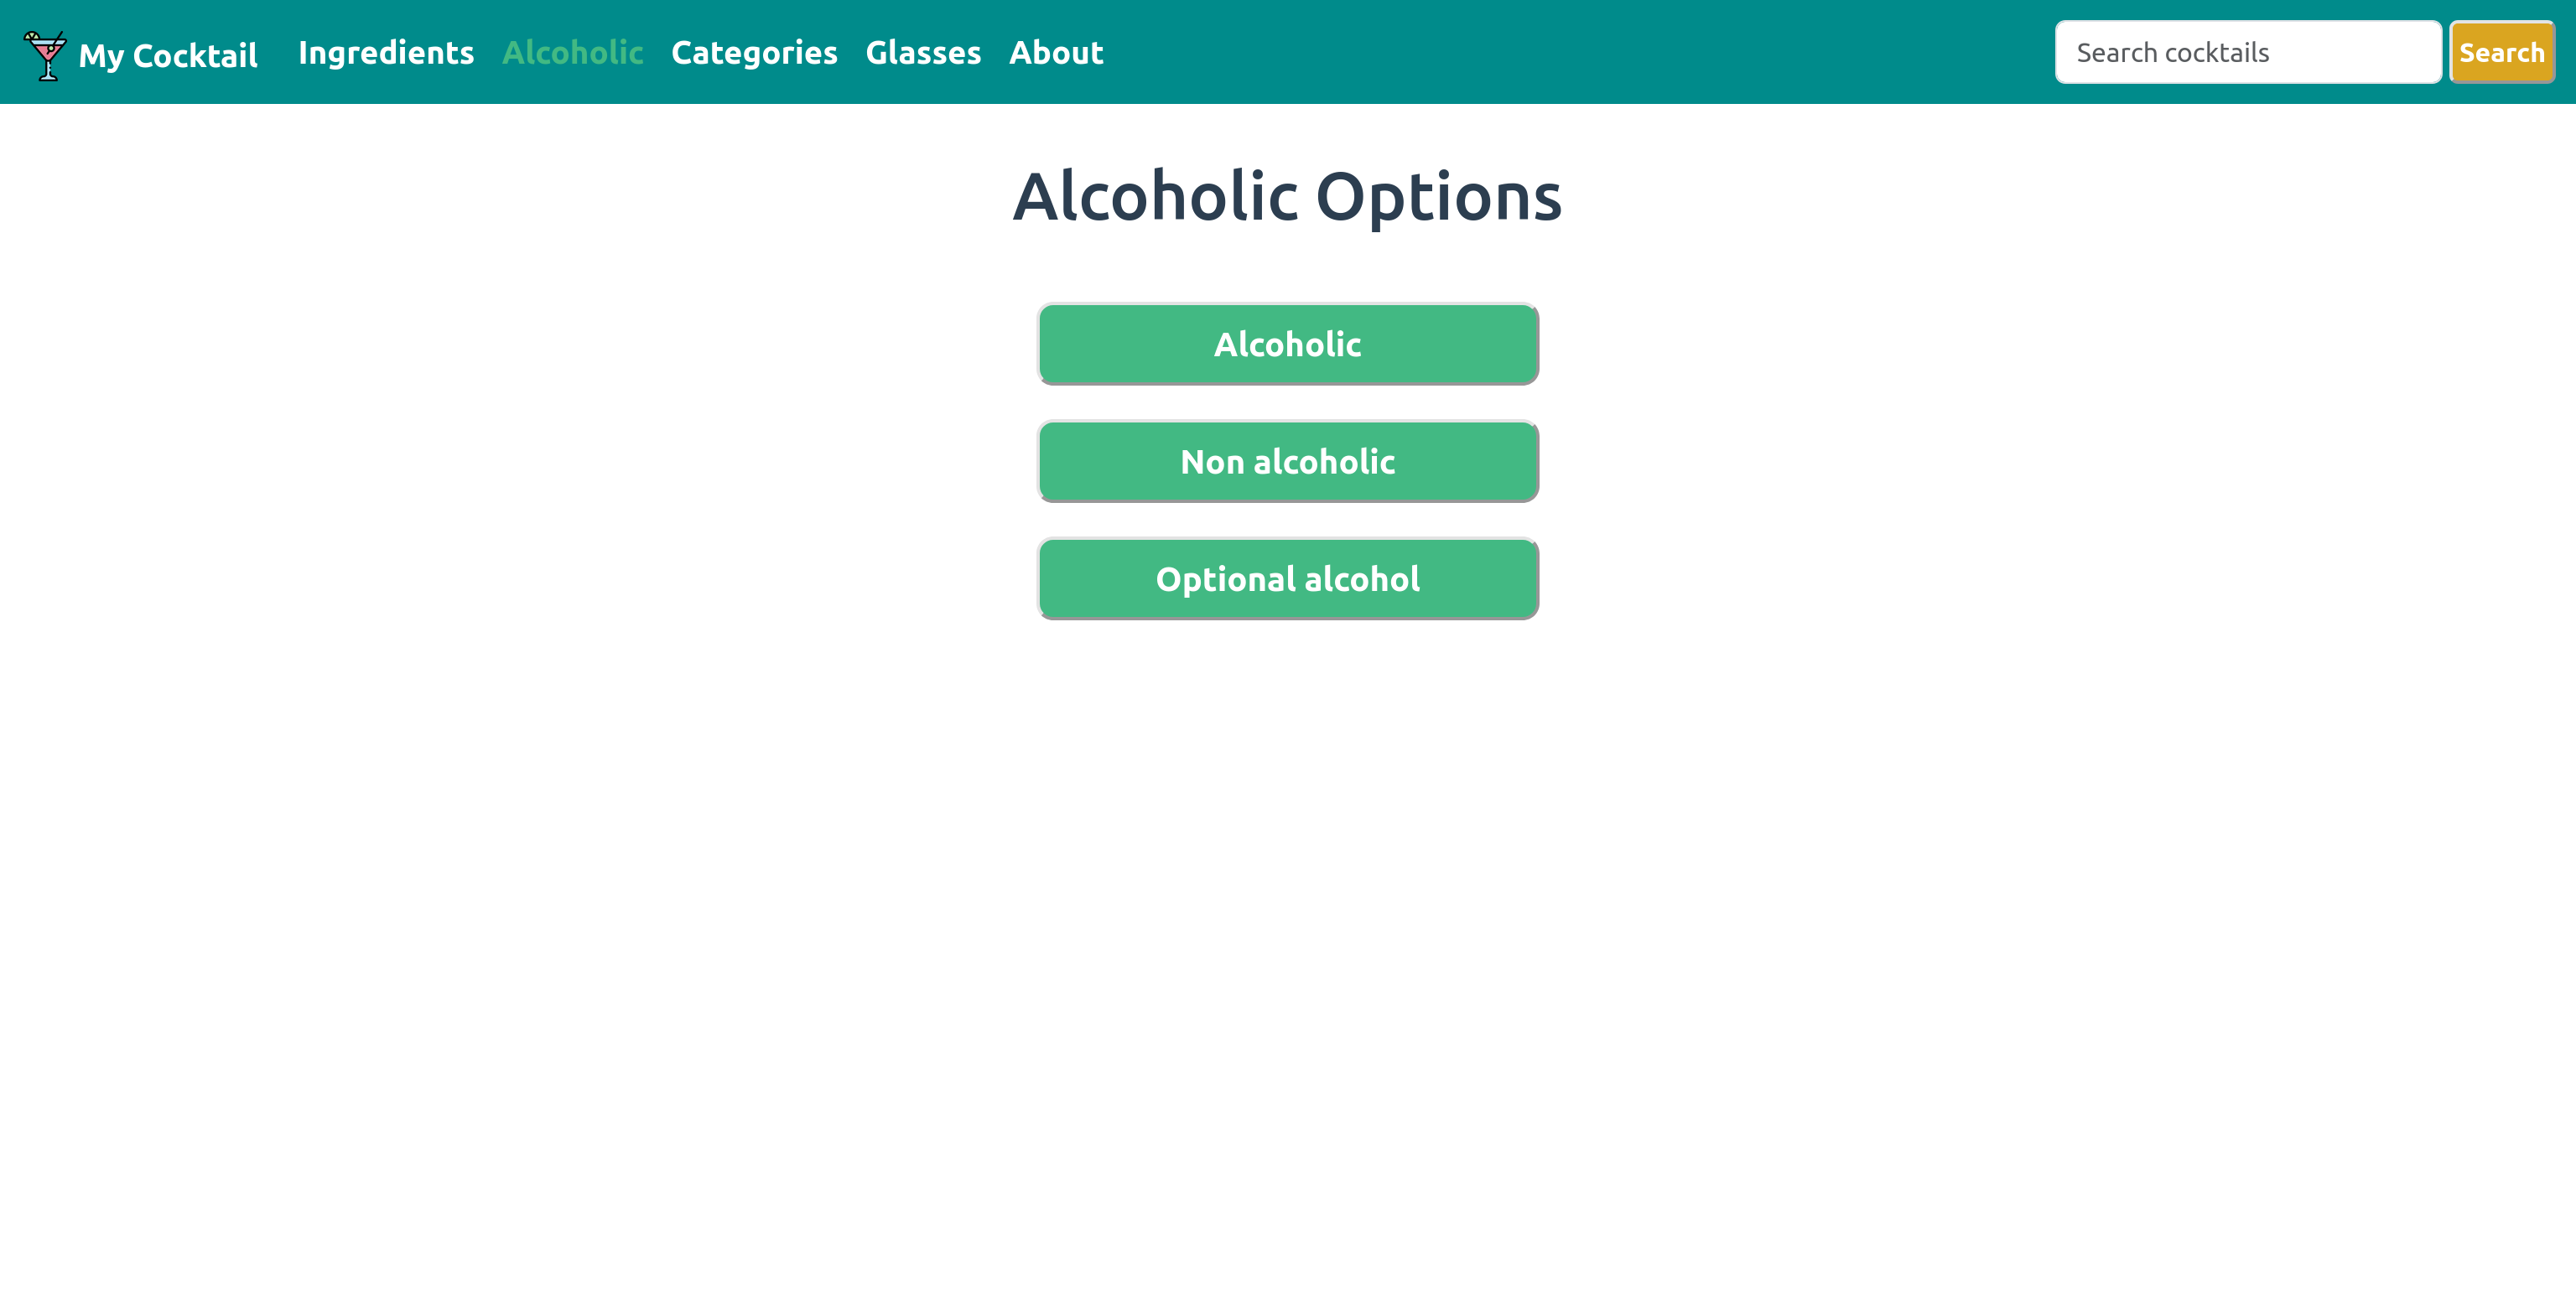 My Cocktail Ingredients Alcoholic Categories Glasses About Search cocktails Search
Alcoholic Options
Alcoholic
Non alcoholic
Optional alcohol